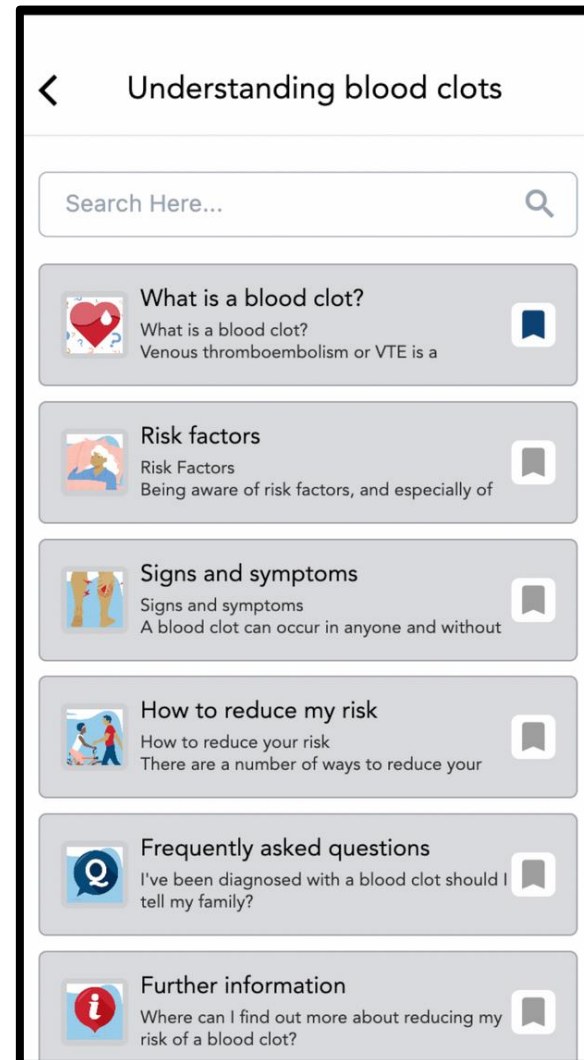 Understanding blood clots
Search Here...
What is a blood clot?
What is a blood clot?
Venous thromboembolism or VTE is a
Risk factors
Risk Factors
Being aware of risk factors, and especially of
Signs and symptoms
Signs and symptoms
A blood clot can occur in anyone and without
How to reduce my risk
How to reduce your risk
There are a number of ways to reduce your
Q
Frequently asked questions
I've been diagnosed with a blood clot should I
tell my family?
i
Further information
Where can I find out more about reducing my
risk of a blood clot?